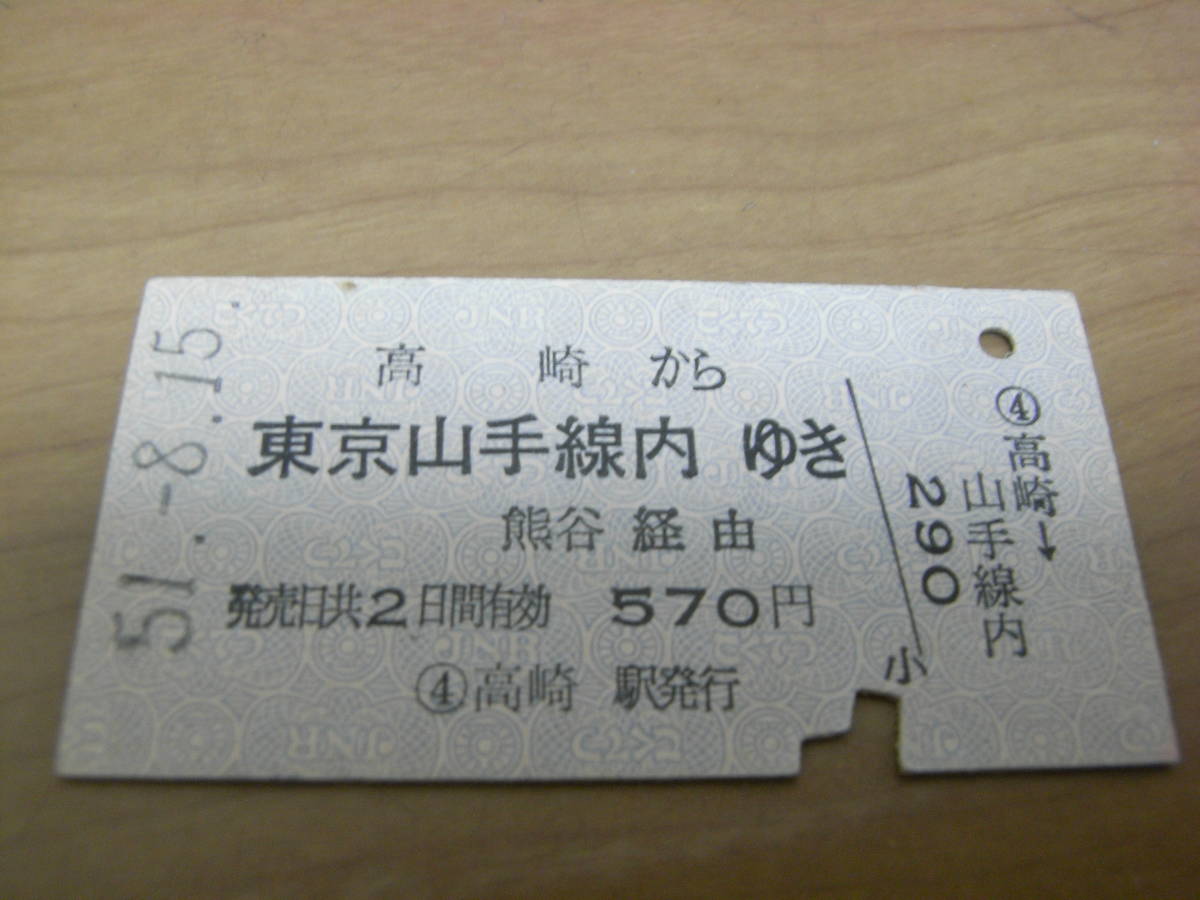 51.-8.15.
高崎から
東京山手線内 ゆき
熊谷 経由
発売日共2日間有効 570円
④高崎 駅発行
小
④高崎→
山手線内
290